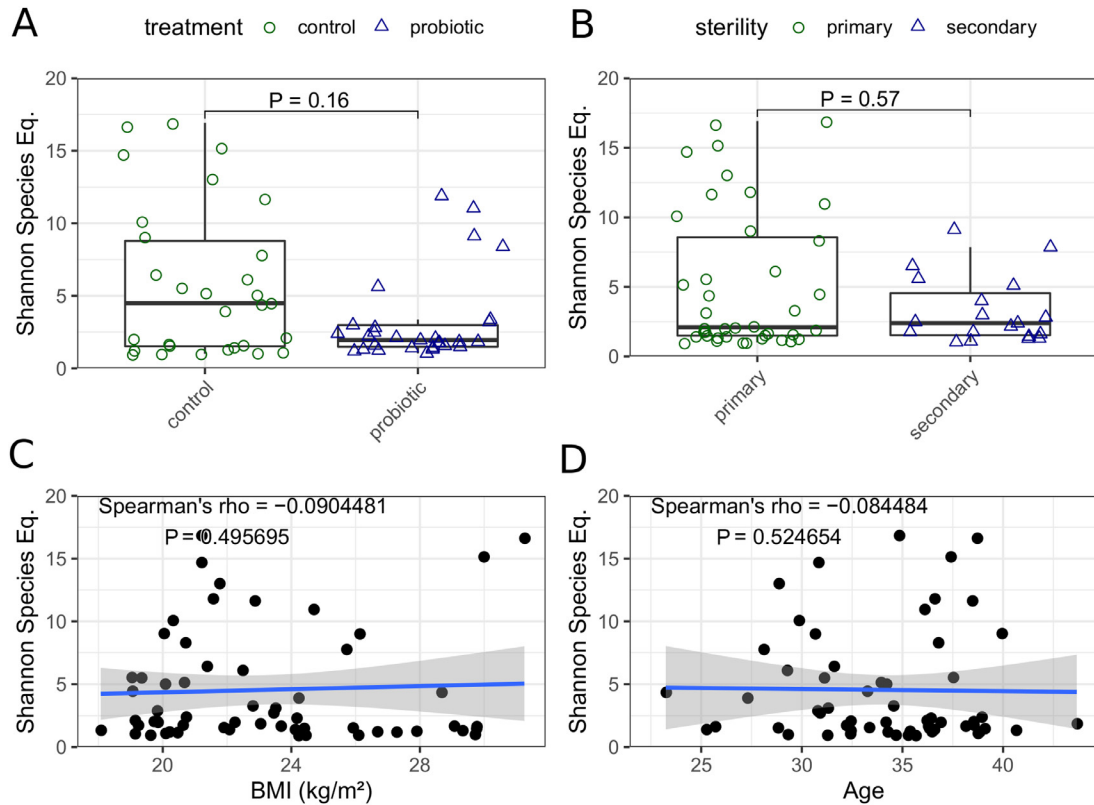 A
treatment control probiotic
Shannon Species Eq.
20
15
10
5
0
P = 0.16
control
probiotic
B
sterility primary secondary
Shannon Species Eq.
20
15
10
5
0
P = 0.57
primary
secondary
C
Shannon Species Eq.
20
15
10
5
0
Spearman's rho = −0.0904481
P = 0.495695
20 24 28
BMI (kg/m²)
D
Shannon Species Eq.
20
15
10
5
0
Spearman's rho = −0.084484
P = 0.524654
25 30 35 40
Age